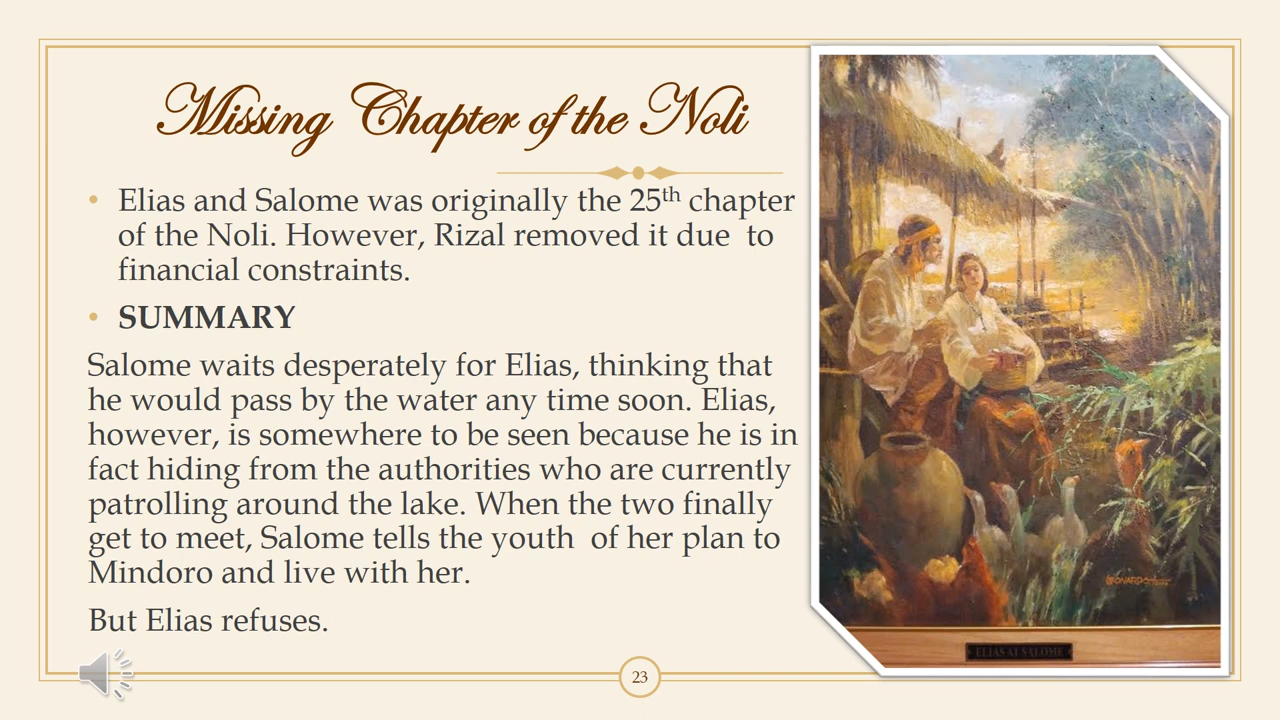 Missing Chapter of the Noli
• Elias and Salome was originally the 25th chapter
of the Noli. However, Rizal removed it due to
financial constraints.
• SUMMARY
Salome waits desperately for Elias, thinking that
he would pass by the water any time soon. Elias,
however, is somewhere to be seen because he is in
fact hiding from the authorities who are currently
patrolling around the lake. When the two finally
get to meet, Salome tells the youth of her plan to
Mindoro and live with her.
But Elias refuses.
ELIAS AT SALOME
23